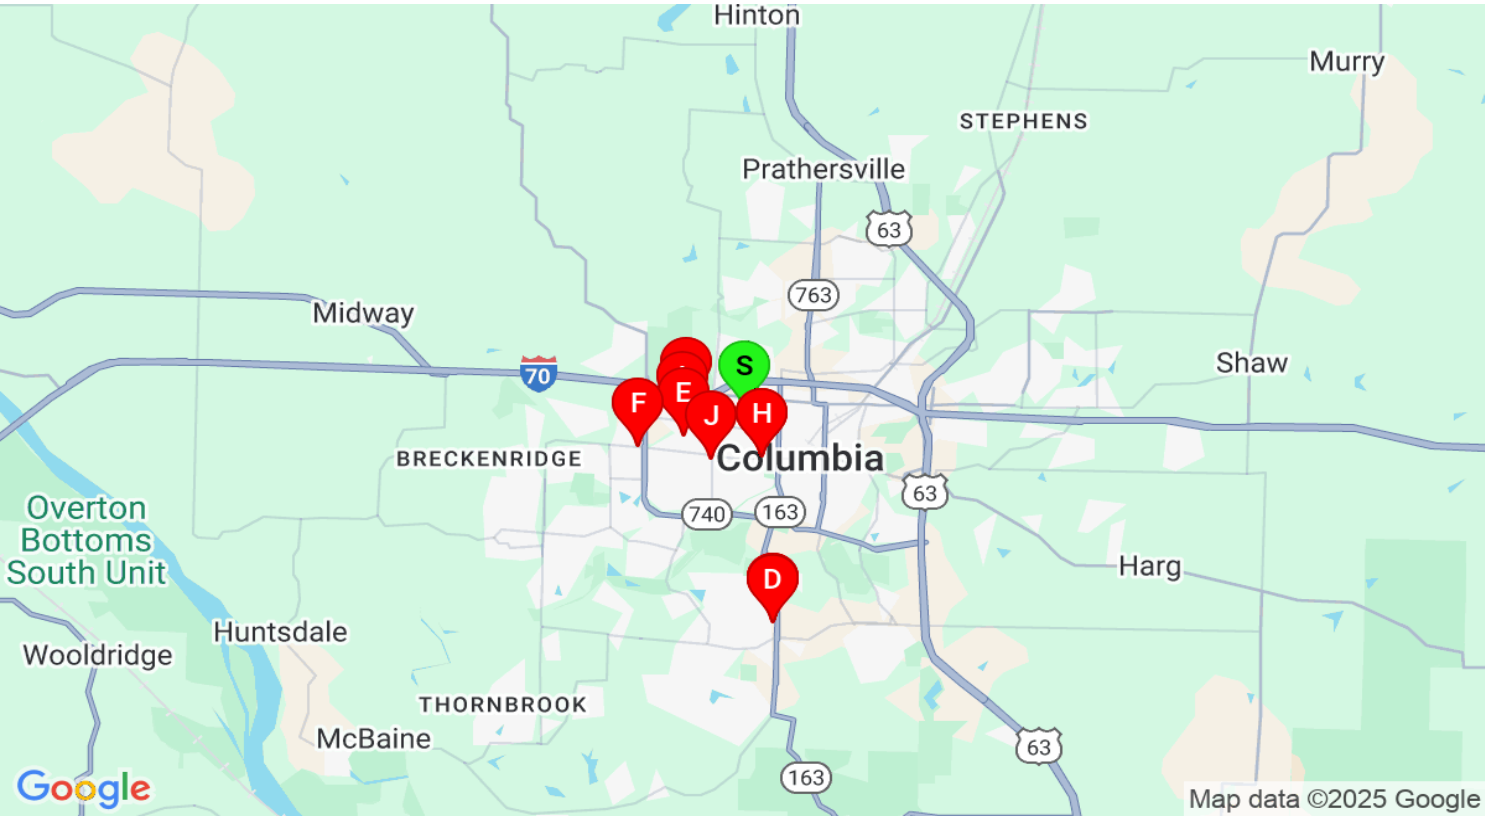 Hinton
Murry
STEPHENS
Prathersville
63
763
Midway
S
Shaw
70
E
F
J
H
BRECKENRIDGE
Columbia
63
Overton
Bottoms
South Unit
740
163
Harg
D
Huntsdale
Wooldridge
THORNBROOK
McBaine
63
163
Google
Map data ©2025 Google